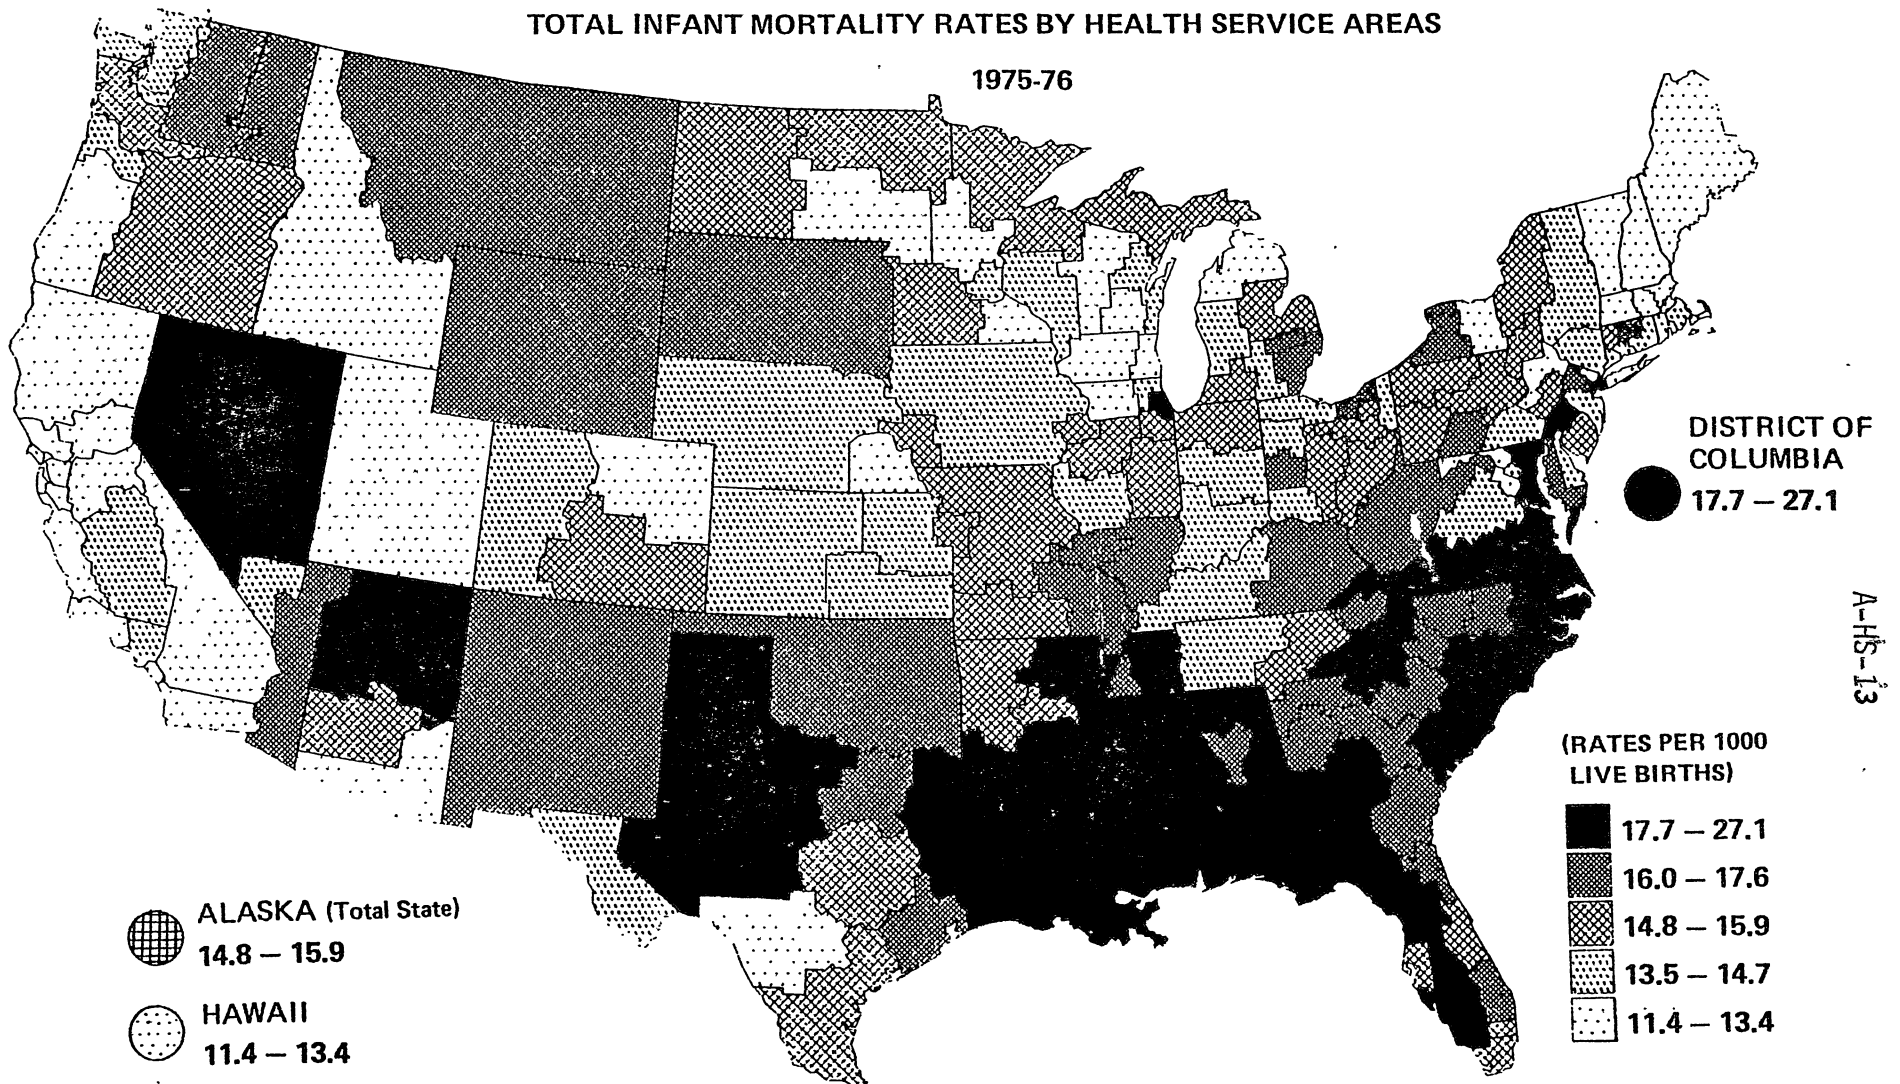 TOTAL INFANT MORTALITY RATES BY HEALTH SERVICE AREAS
1975-76
DISTRICT OF
COLUMBIA
17.7 – 27.1
A-HS-13
(RATES PER 1000
LIVE BIRTHS)
17.7 – 27.1
16.0 – 17.6
14.8 – 15.9
13.5 – 14.7
11.4 – 13.4
ALASKA (Total State)
14.8 – 15.9
HAWAII
11.4 – 13.4